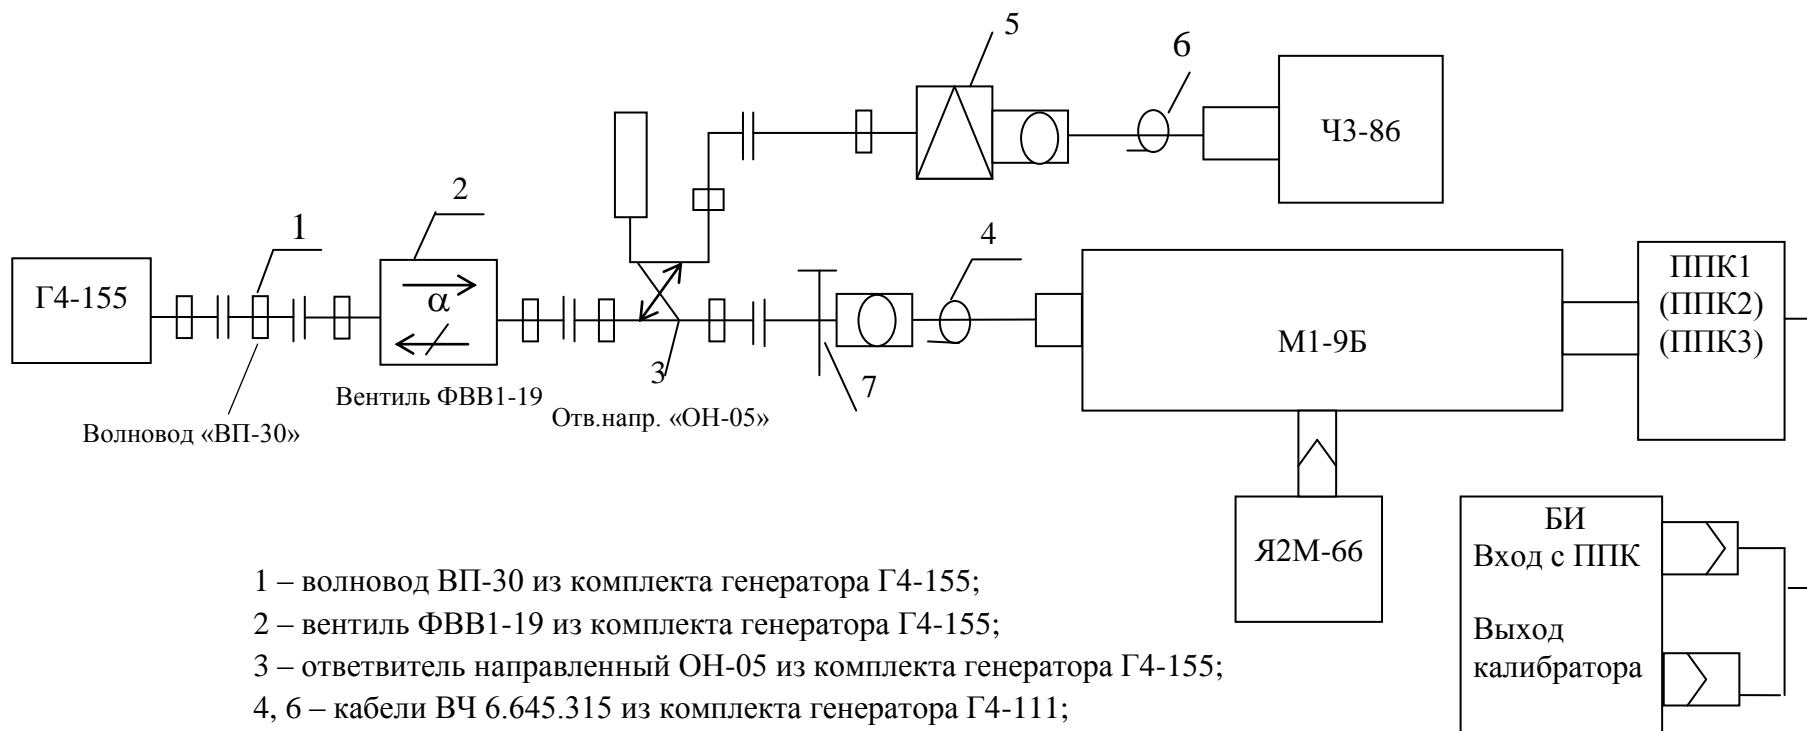 5
6
Ч3-86
2
1
4
Г4-155
α
М1-9Б
ППК1
(ППК2)
(ППК3)
3
7
Вентиль ФВВ1-19
Отв.напр. «ОН-05»
Волновод «ВП-30»
Я2М-66
БИ
Вход с ППК
Выход
калибратора
1 – волновод ВП-30 из комплекта генератора Г4-155;
2 – вентиль ФВВ1-19 из комплекта генератора Г4-155;
3 – ответвитель направленный ОН-05 из комплекта генератора Г4-155;
4, 6 – кабели ВЧ 6.645.315 из комплекта генератора Г4-111;